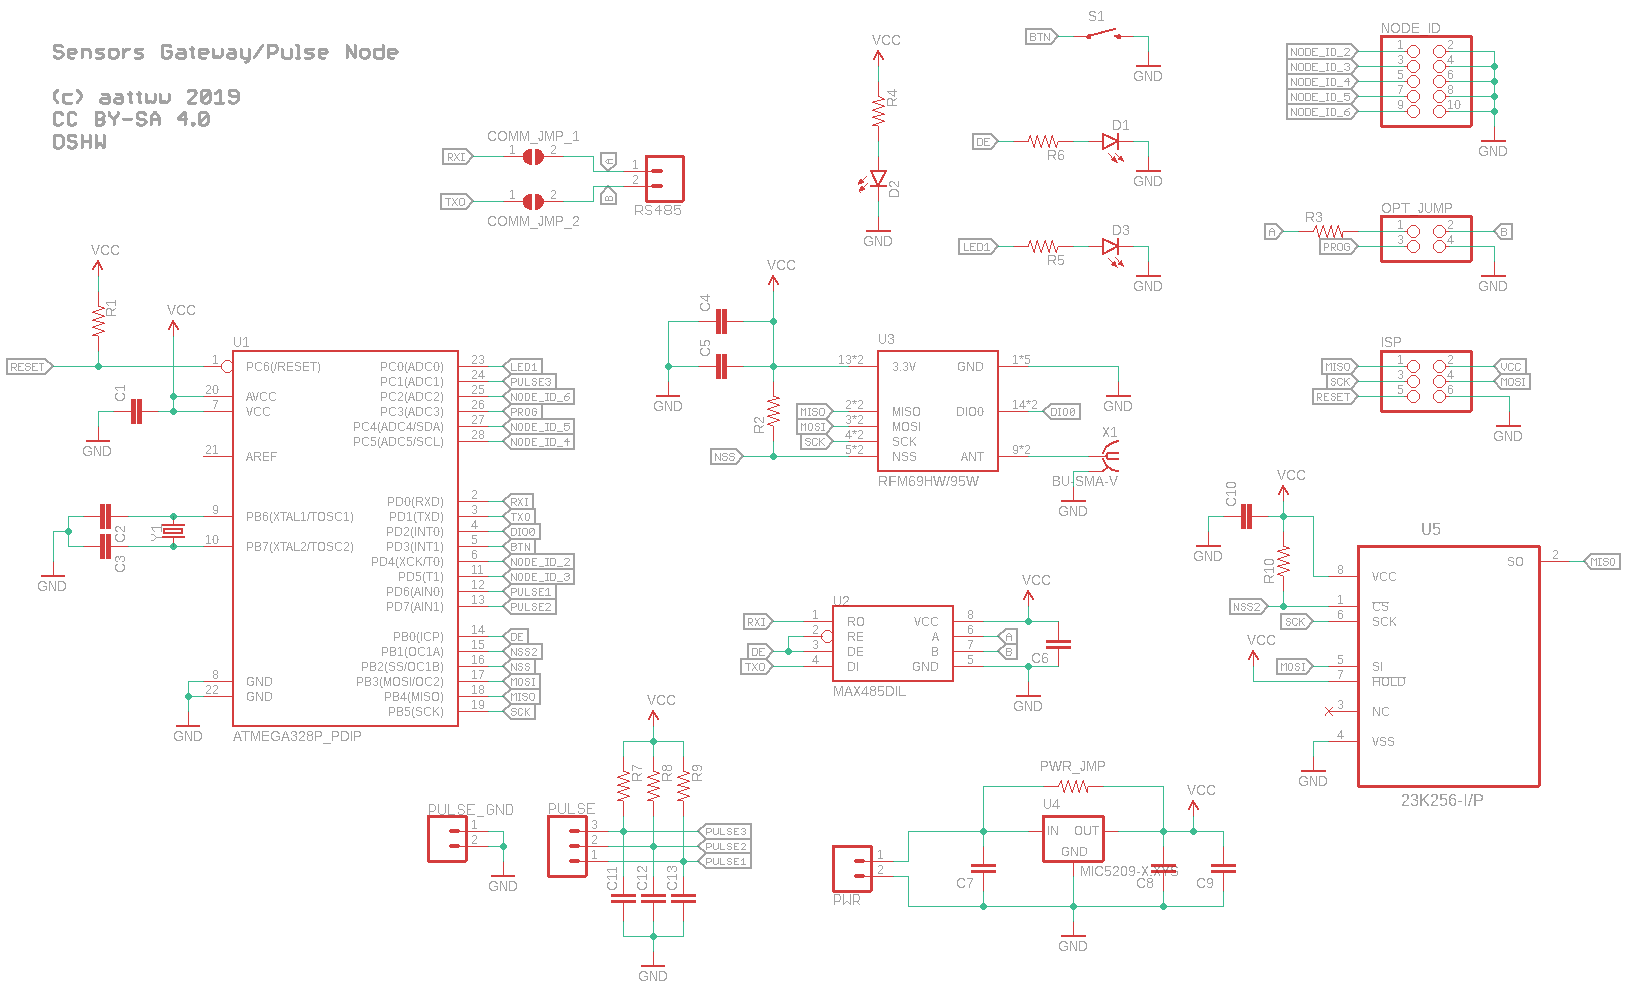 Sensors Gateway/Pulse Node
(c) aattww 2019
CC BY-SA 4.0
DSHW
COMM_JMP_1
RXI 1 2 A 1
2
TXO 1 2 B
RS485
COMM_JMP_2
VCC
R4
D2
GND
S1
BTN
GND
DE R6 D1
GND
LED1 R5 D3
GND
NODE_ID
NODE_ID_2 1 2
NODE_ID_3 3 4
NODE_ID_4 5 6
NODE_ID_5 7 8
NODE_ID_6 9 10
GND
OPT_JUMP
A R3 1 2 B
PROG 3 4
GND
ISP
MISO 1 2 VCC
SCK 3 4 MOSI
RESET 5 6
GND
VCC
R1
RESET
VCC
C1
GND
U1
1 PC6(/RESET) PC0(ADC0) 23 LED1
PC1(ADC1) 24 PULSE3
20 AVCC PC2(ADC2) 25 NODE_ID_6
7 VCC PC3(ADC3) 26 PROG
PC4(ADC4/SDA) 27 NODE_ID_5
PC5(ADC5/SCL) 28 NODE_ID_4
21 AREF
PD0(RXD) 2 RXI
9 PB6(XTAL1/TOSC1) PD1(TXD) 3 TXO
PD2(INT0) 4 DIO0
10 PB7(XTAL2/TOSC2) PD3(INT1) 5 BTN
PD4(XCK/T0) 6 NODE_ID_2
PD5(T1) 11 NODE_ID_3
PD6(AIN0) 12 PULSE1
PD7(AIN1) 13 PULSE2
PB0(ICP) 14 DE
PB1(OC1A) 15 NSS2
PB2(SS/OC1B) 16 NSS
8 GND PB3(MOSI/OC2) 17 MOSI
22 GND PB4(MISO) 18 MISO
PB5(SCK) 19 SCK
ATMEGA328P_PDIP
C2
C3
Y1
GND
GND
VCC
C4
C5
GND
R2
NSS
U3
13*2 3.3V GND 1*5
GND
MISO 2*2 MISO DIO0 14*2 DIO0
MOSI 3*2 MOSI
SCK 4*2 SCK
5*2 NSS ANT 9*2
X1
RFM69HW/95W
BU-SMA-V
GND
U2
VCC
RXI 1 RO VCC 8
2 RE A 6 A
DE 3 DE B 7 B
TXO 4 DI GND 5
C6
MAX485DIL
GND
VCC
C10
GND
R10
NSS2
U5
SO 2 MISO
8 VCC
1 CS
SCK 6 SCK
VCC
MOSI 5 SI
7 HOLD
3 NC
4 VSS
GND
23K256-I/P
VCC
R7 R8 R9
PULSE_GND
1
2
GND
PULSE
3 PULSE3
2 PULSE2
1 PULSE1
C11 C12 C13
GND
PWR_JMP
U4
VCC
IN OUT
GND
MIC5209-X.XYS
PWR
1
2
C7 C8 C9
GND